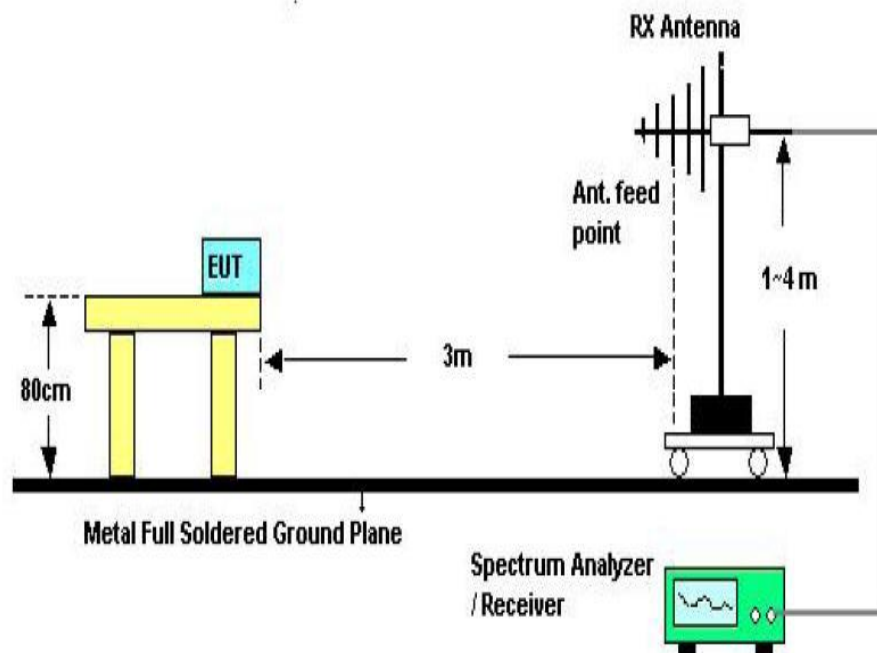 RX Antenna
Ant. feed
point
EUT
1~4 m
3m
80cm
Metal Full Soldered Ground Plane
Spectrum Analyzer
/ Receiver